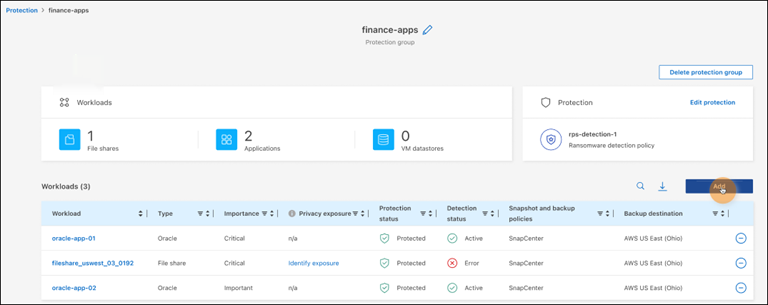 Protection > finance-apps
finance-apps
Protection group
Delete protection group
Workloads
Protection
Edit protection
1
File shares
2
Applications
0
VM datastores
rps-detection-1
Ransomware detection policy
Workloads (3)
Add
Workload Type Importance Privacy exposure Protection status Detection status Snapshot and backup policies Backup destination
oracle-app-01 Oracle Critical n/a Protected Active SnapCenter AWS US East (Ohio)
fileshare_uswest_03_0192 File share Critical Identify exposure Protected Error SnapCenter AWS US East (Ohio)
oracle-app-02 Oracle Important n/a Protected Active SnapCenter AWS US East (Ohio)